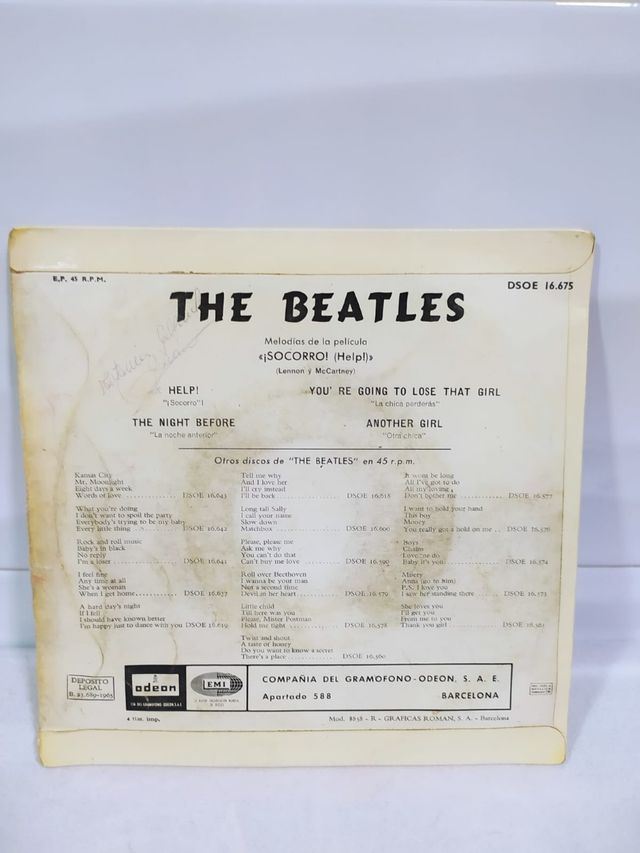 E.P. 45 R.P.M.
DSOE 16.675
THE BEATLES
Melodías de la película
«¡SOCORRO! (Help!)»
(Lennon y McCartney)
HELP!
"¡Socorro"!
YOU' RE GOING TO LOSE THAT GIRL
"La chica perderás"
THE NIGHT BEFORE
"La noche anterior"
ANOTHER GIRL
"Otra chica"
Otros discos de "THE BEATLES" en 45 r.p.m.
Kansas City
Mr. Moonlight
Eight days a week
Words of love DSOE 16.643
What you're doing
I don't want to spoil the party
Everybody's trying to be my baby
Every little thing DSOE 16.642
Rock and roll music
Baby's in black
No reply
I'm a loser DSOE 16.641
I feel fine
Any time at all
She's a woman
When I get home DSOE 16.637
A hard day's night
If I fell
I should have known better
I'm happy just to dance with you DSOE 16.619
Tell me why
And I love her
I'll cry instead
I'll be back DSOE 16.618
Long tall Sally
I call your name
Slow down
Matchbox DSOE 16.600
Please, please me
Ask me why
You can't do that
Can't buy me love DSOE 16.590
Roll over Beethoven
I wanna be your man
Not a second time
Devil in her heart DSOE 16.579
Little child
Till here was you
Please, Mister Postman
Hold me tight DSOE 16.578
Twist and shout
A taste of honey
Do you want to know a secret
There's a place DSOE 16.560
It wont be long
All I've got to do
All my loving
Don't bother me DSOE 16.577
I want to hold your hand
This boy
Money
You really got a hold on me DSOE 16.576
Boys
Chains
Love me do
Baby it's you DSOE 16.574
Misery
Anna (go to him)
P.S. I love you
I saw her standing there DSOE 16.573
She loves you
I'll get you
From me to you
Thank you girl DSOE 16.561
DEPOSITO
LEGAL
B. 23.689-1965
odeon
EMI
COMPAÑIA DEL GRAMOFONO-ODEON, S. A. E.
Apartado 588 BARCELONA
Mod. 8858 - R - GRAFICAS ROMAN, S. A. - Barcelona